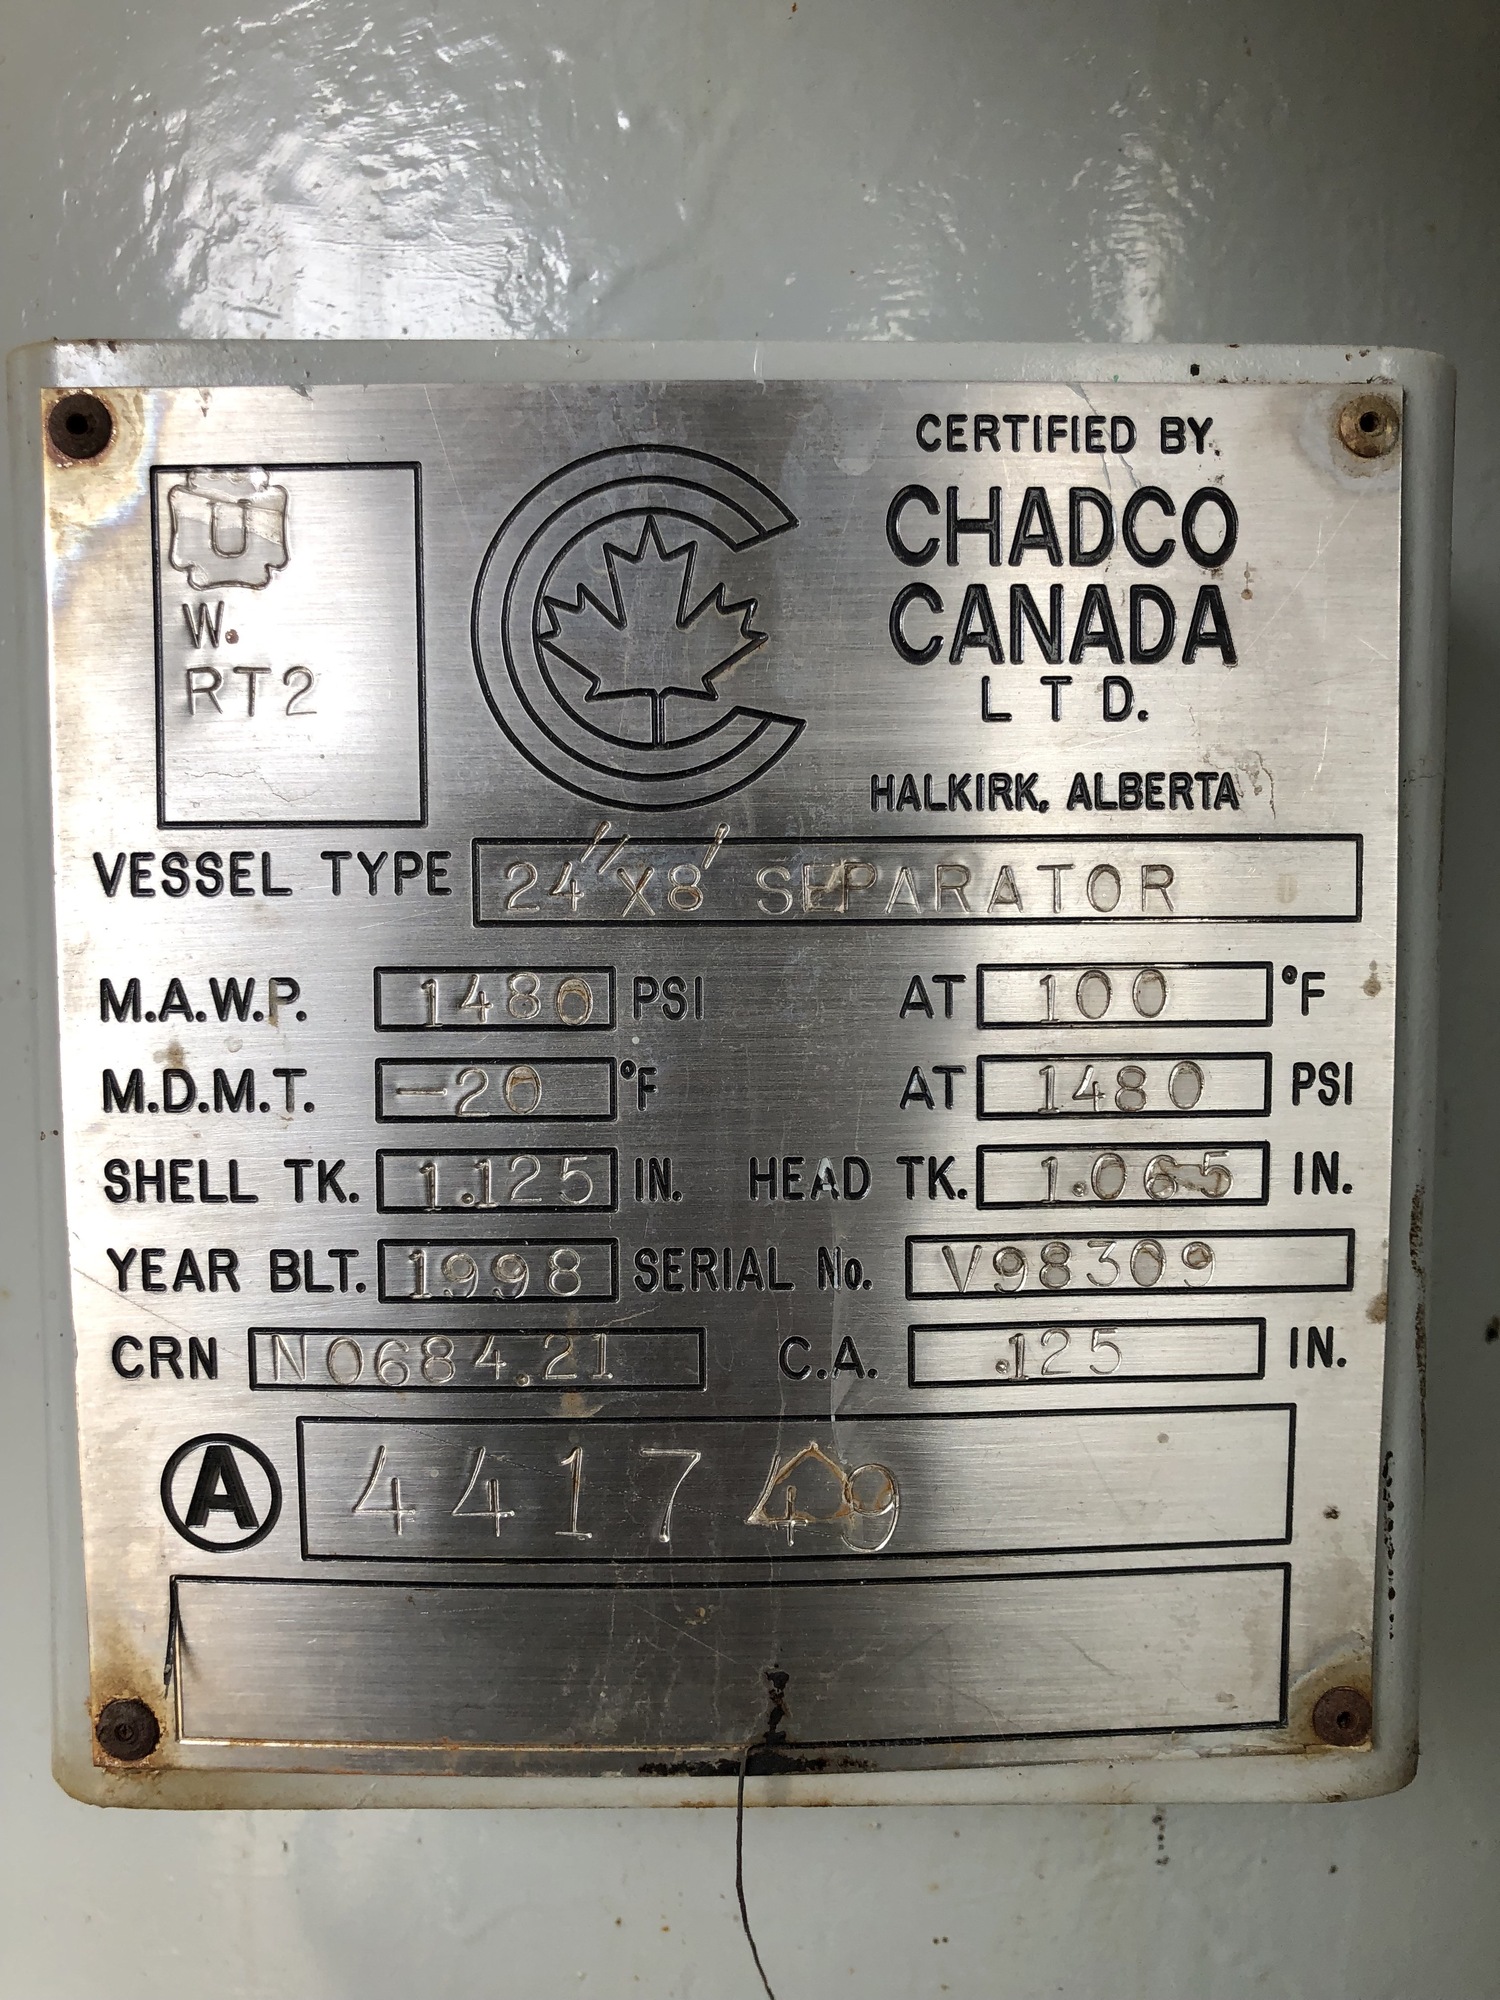 CERTIFIED BY
CHADCO
CANADA
LTD.
HALKIRK, ALBERTA
U
W.
RT2
VESSEL TYPE 24"X8' SEPARATOR
M.A.W.P. 1480 PSI AT 100 °F
M.D.M.T. -20 °F AT 1480 PSI
SHELL TK. 1.125 IN. HEAD TK. 1.065 IN.
YEAR BLT. 1998 SERIAL No. V98309
CRN N0684.21 C.A. .125 IN.
A 441749